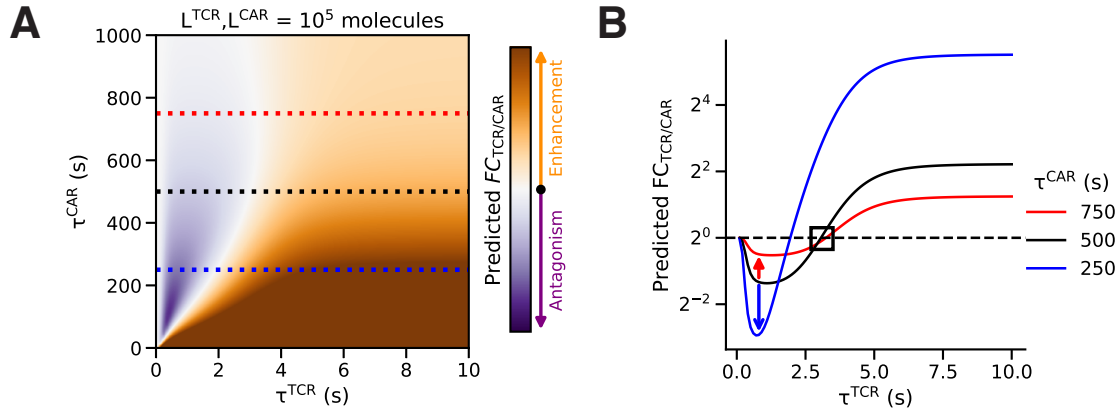 A
L^TCR,L^CAR = 10^5 molecules
1000
800
600
400
200
0
τ^CAR (s)
0 2 4 6 8 10
τ^TCR (s)
Predicted FC_TCR/CAR
Enhancement
Antagonism
B
2^4
2^2
2^0
2^−2
Predicted FC_TCR/CAR
0.0 2.5 5.0 7.5 10.0
τ^TCR (s)
τ^CAR (s)
750
500
250